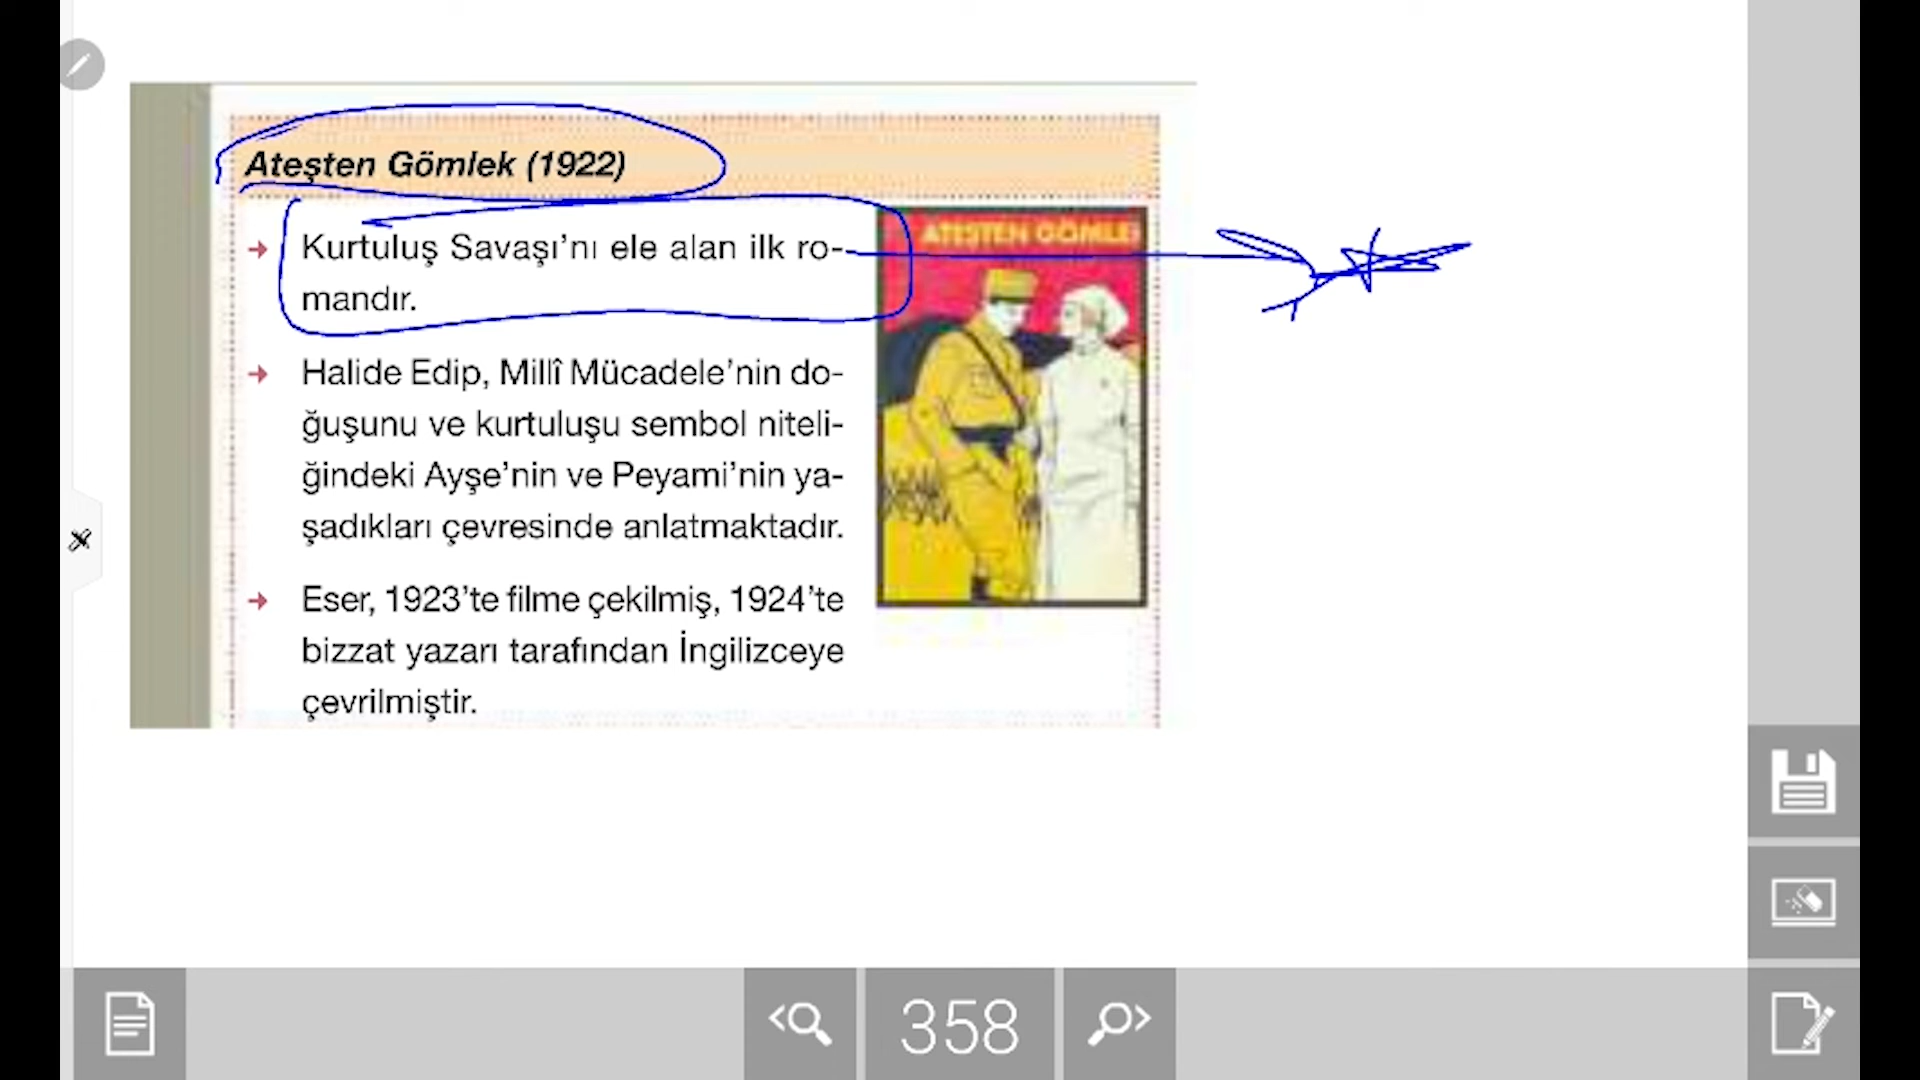 Ateşten Gömlek (1922)
Kurtuluş Savaşı'nı ele alan ilk ro-
mandır.
Halide Edip, Millî Mücadele'nin do-
ğuşunu ve kurtuluşu sembol niteli-
ğindeki Ayşe'nin ve Peyami'nin ya-
şadıkları çevresinde anlatmaktadır.
Eser, 1923'te filme çekilmiş, 1924'te
bizzat yazarı tarafından İngilizceye
çevrilmiştir.
ATEŞTEN GÖMLE
358